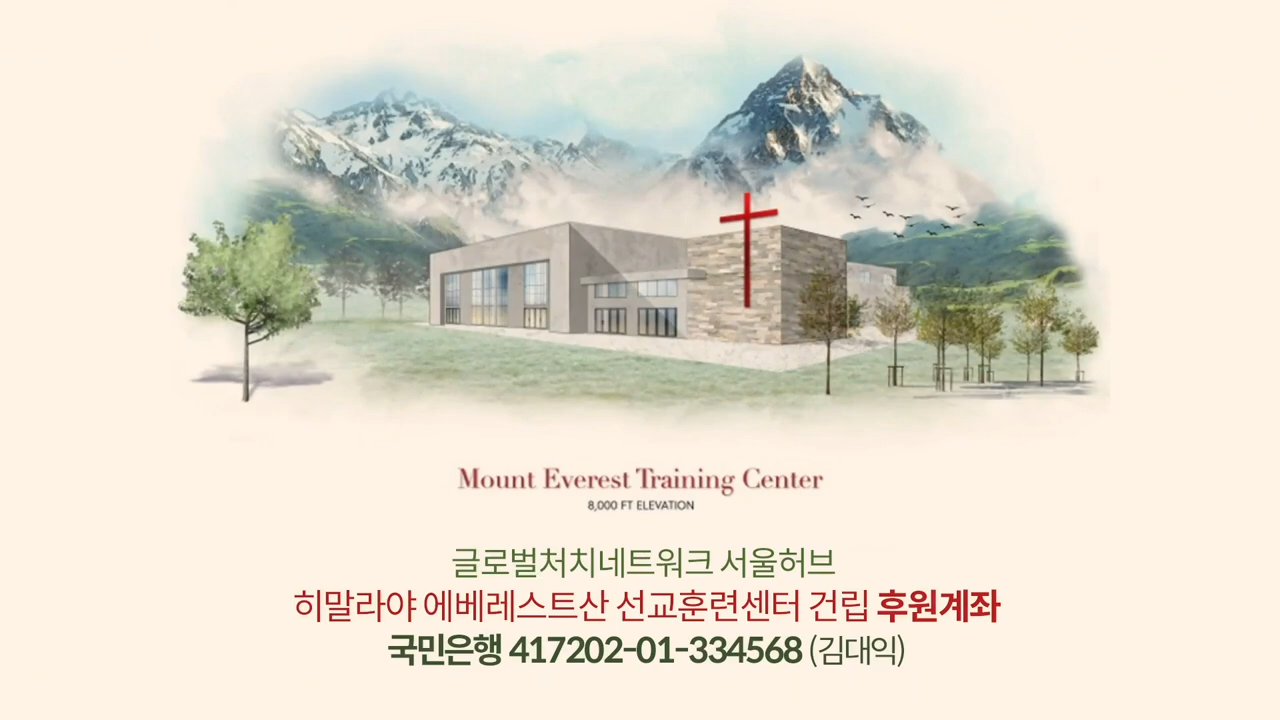 Mount Everest Training Center
8,000 FT ELEVATION
글로벌처치네트워크 서울허브
히말라야 에베레스트산 선교훈련센터 건립 후원계좌
국민은행 417202-01-334568 (김대익)